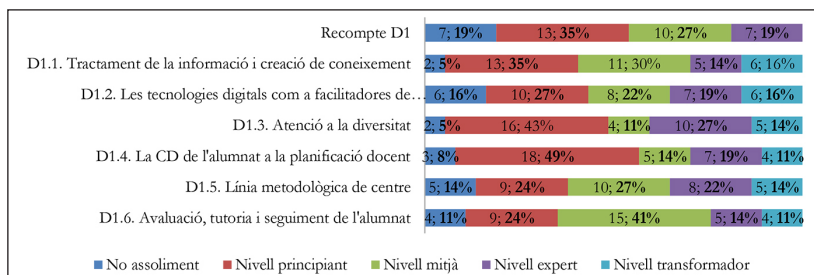 Recompte D1 7; 19% 13; 35% 10; 27% 7; 19%
D1.1. Tractament de la informació i creació de coneixement 2; 5% 13; 35% 11; 30% 5; 14% 6; 16%
D1.2. Les tecnologies digitals com a facilitadores de… 6; 16% 10; 27% 8; 22% 7; 19% 6; 16%
D1.3. Atenció a la diversitat 2; 5% 16; 43% 4; 11% 10; 27% 5; 14%
D1.4. La CD de l'alumnat a la planificació docent 3; 8% 18; 49% 5; 14% 7; 19% 4; 11%
D1.5. Línia metodològica de centre 5; 14% 9; 24% 10; 27% 8; 22% 5; 14%
D1.6. Avaluació, tutoria i seguiment de l'alumnat 4; 11% 9; 24% 15; 41% 5; 14% 4; 11%
No assoliment Nivell principiant Nivell mitjà Nivell expert Nivell transformador